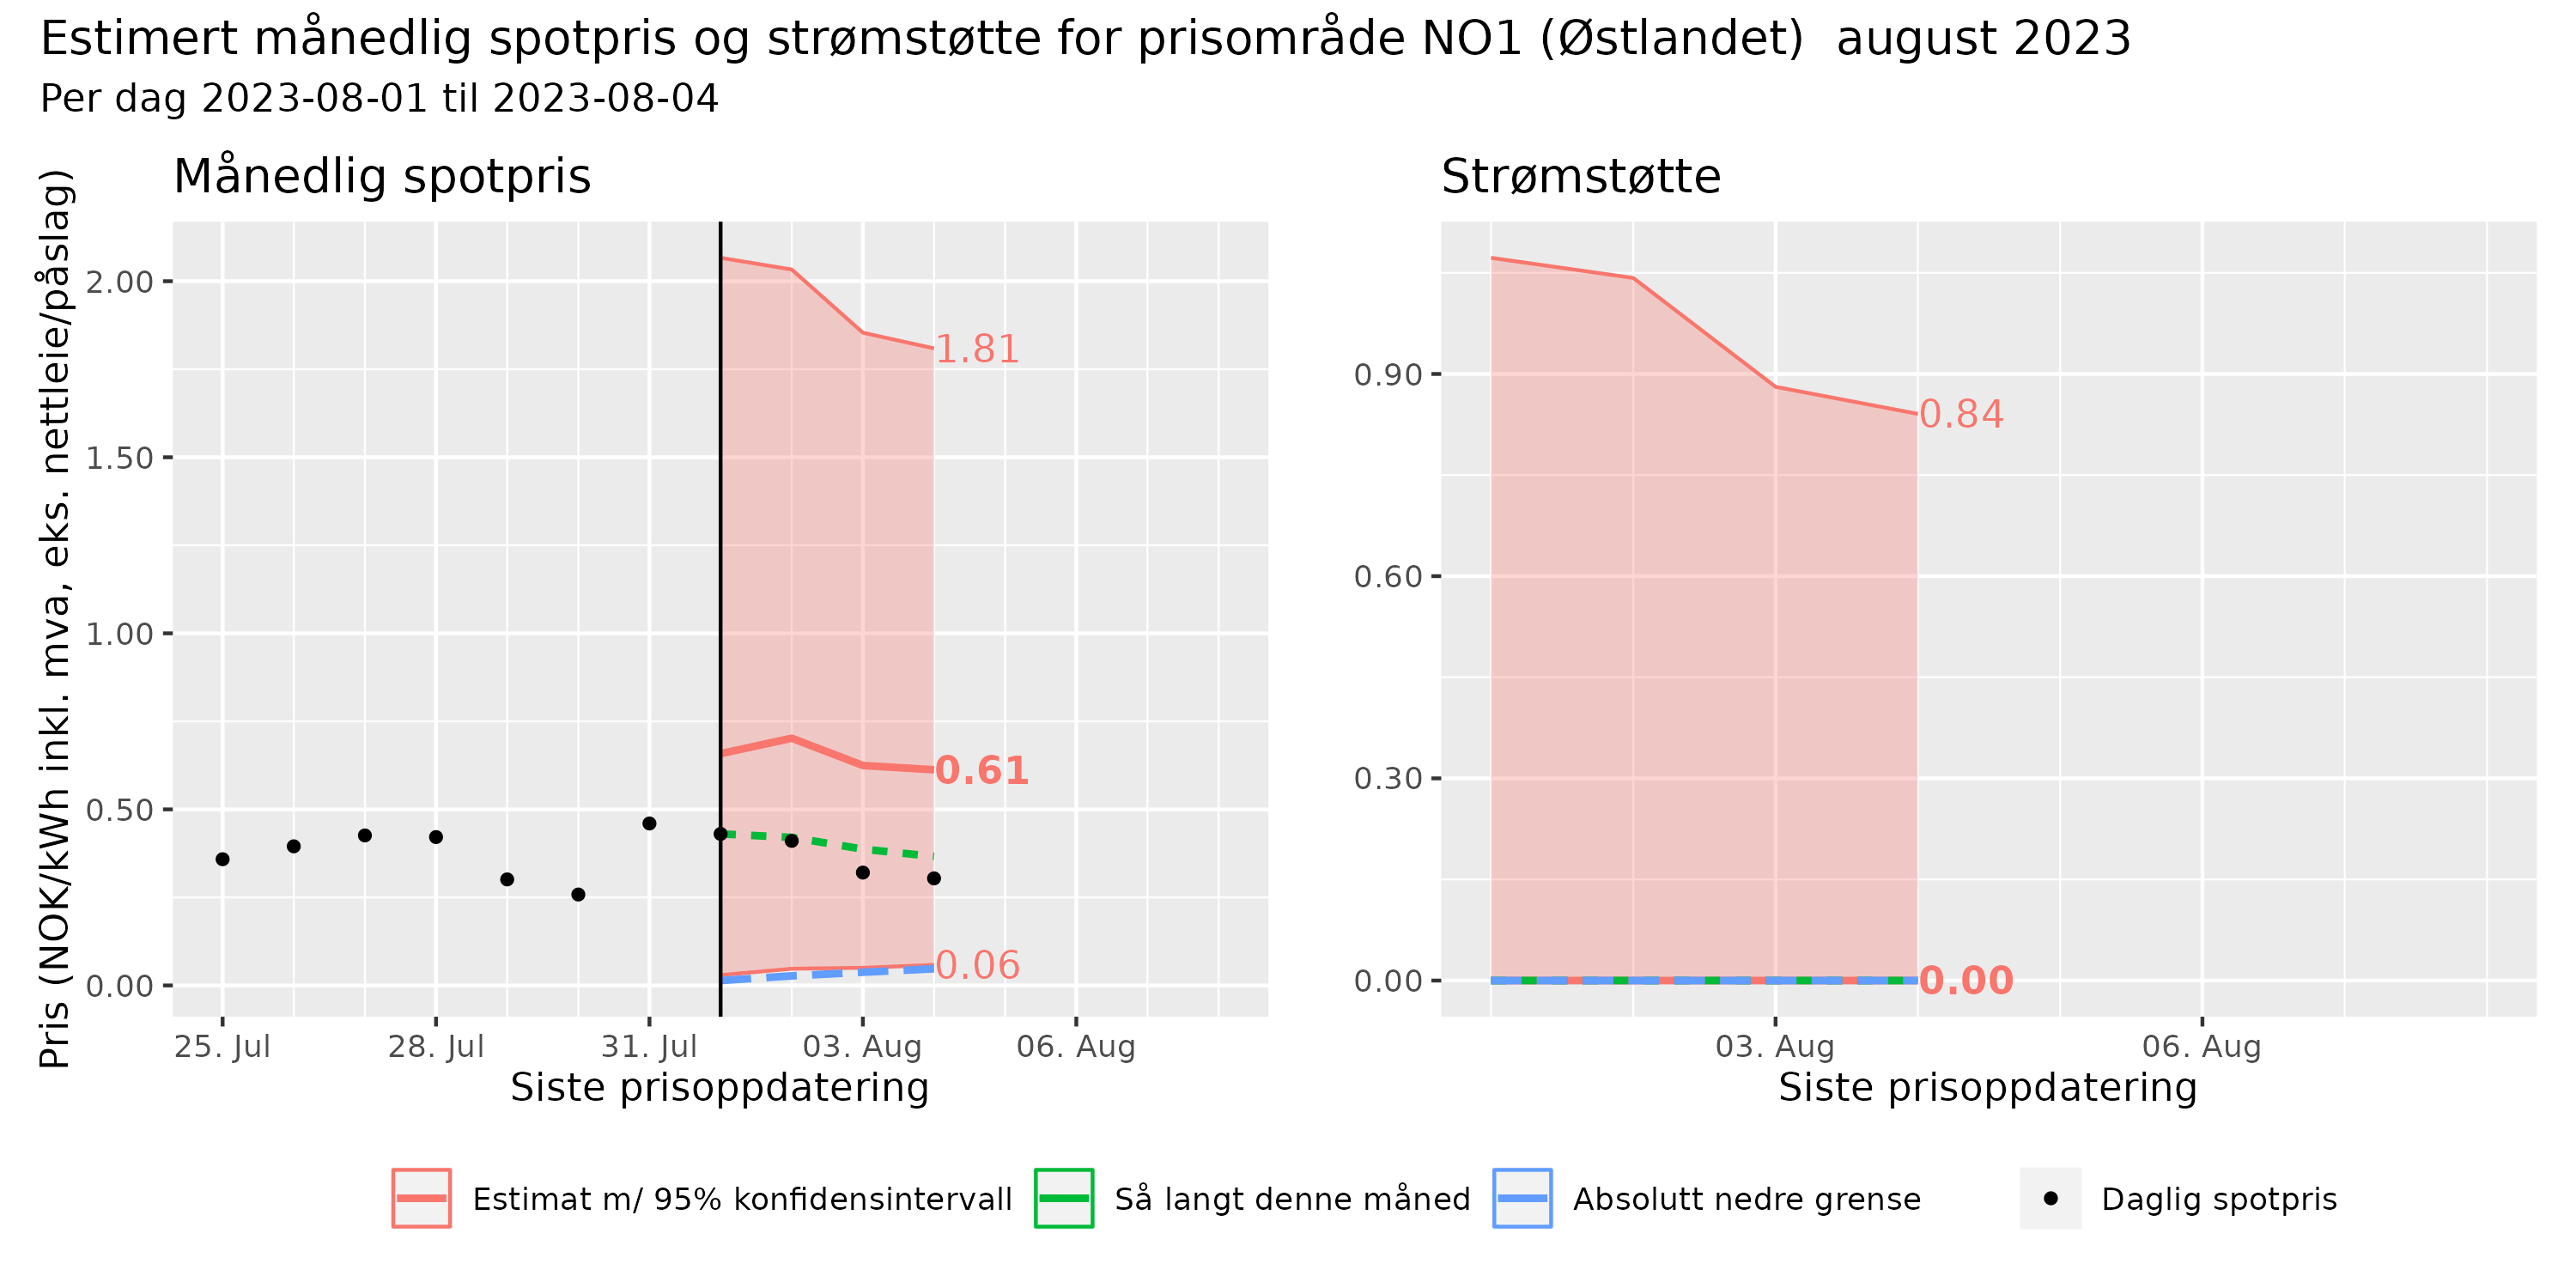 Estimert månedlig spotpris og strømstøtte for prisområde NO1 (Østlandet)  august 2023
Per dag 2023-08-01 til 2023-08-04
Månedlig spotpris
Pris (NOK/kWh inkl. mva, eks. nettleie/påslag)
2.00
1.50
1.00
0.50
0.00
1.81
0.61
0.06
25. Jul
28. Jul
31. Jul
03. Aug
06. Aug
Siste prisoppdatering
Strømstøtte
0.90
0.60
0.30
0.00
0.84
0.00
03. Aug
06. Aug
Siste prisoppdatering
Estimat m/ 95% konfidensintervall
Så langt denne måned
Absolutt nedre grense
Daglig spotpris